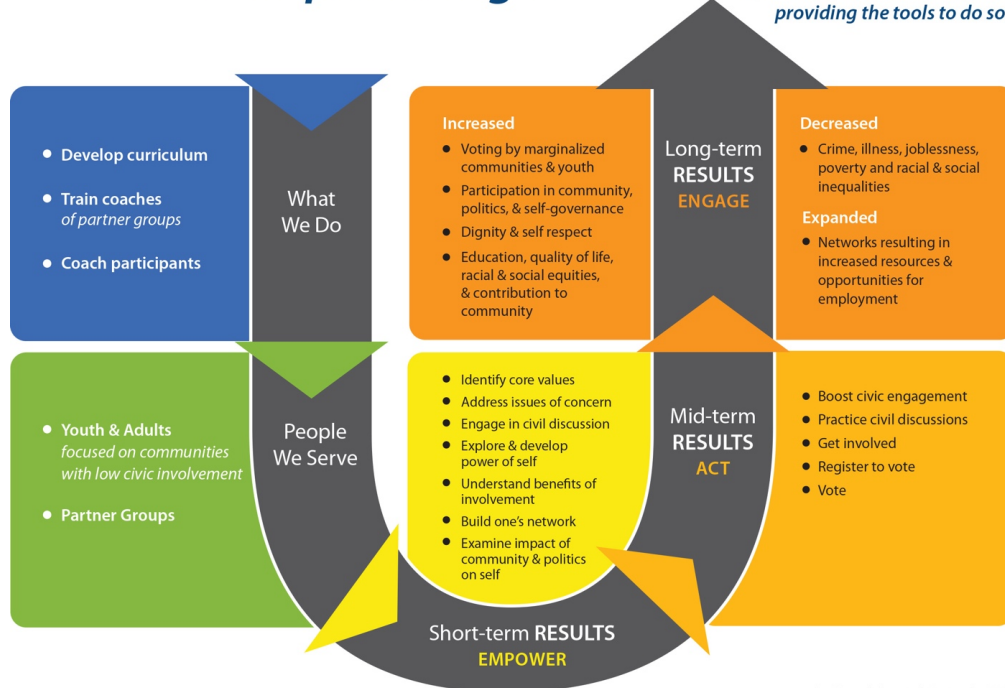 providing the tools to do so
Develop curriculum
Train coaches
of partner groups
Coach participants
What
We Do
Youth & Adults
focused on communities
with low civic involvement
Partner Groups
People
We Serve
Short-term RESULTS
EMPOWER
Identify core values
Address issues of concern
Engage in civil discussion
Explore & develop
power of self
Understand benefits of
involvement
Build one's network
Examine impact of
community & politics
on self
Mid-term
RESULTS
ACT
Boost civic engagement
Practice civil discussions
Get involved
Register to vote
Vote
Increased
Voting by marginalized
communities & youth
Participation in community,
politics, & self-governance
Dignity & self respect
Education, quality of life,
racial & social equities,
& contribution to
community
Long-term
RESULTS
ENGAGE
Decreased
Crime, illness, joblessness,
poverty and racial & social
inequalities
Expanded
Networks resulting in
increased resources &
opportunities for
employment